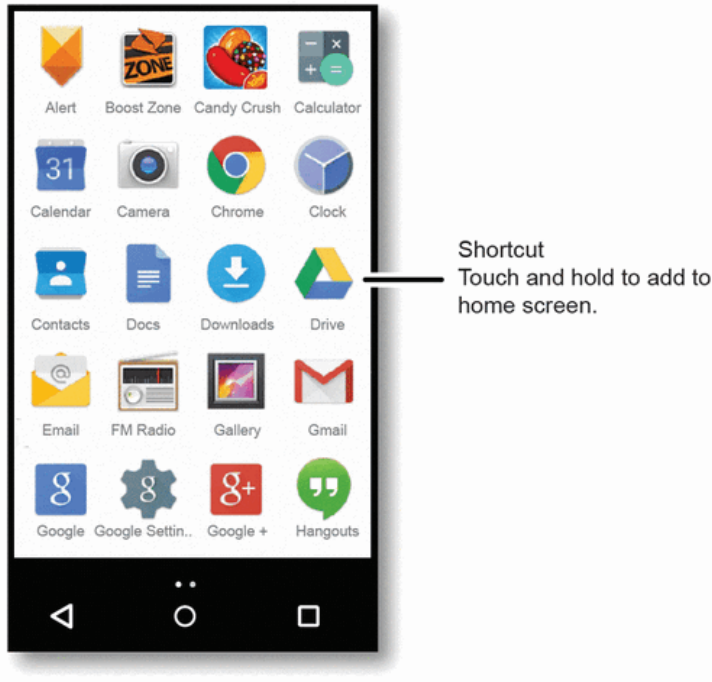 ZONE
Alert Boost Zone Candy Crush Calculator
31
Calendar Camera Chrome Clock
Shortcut
Touch and hold to add to
home screen.
Contacts Docs Downloads Drive
@
Email FM Radio Gallery Gmail
g g g+
Google Google Settin.. Google + Hangouts